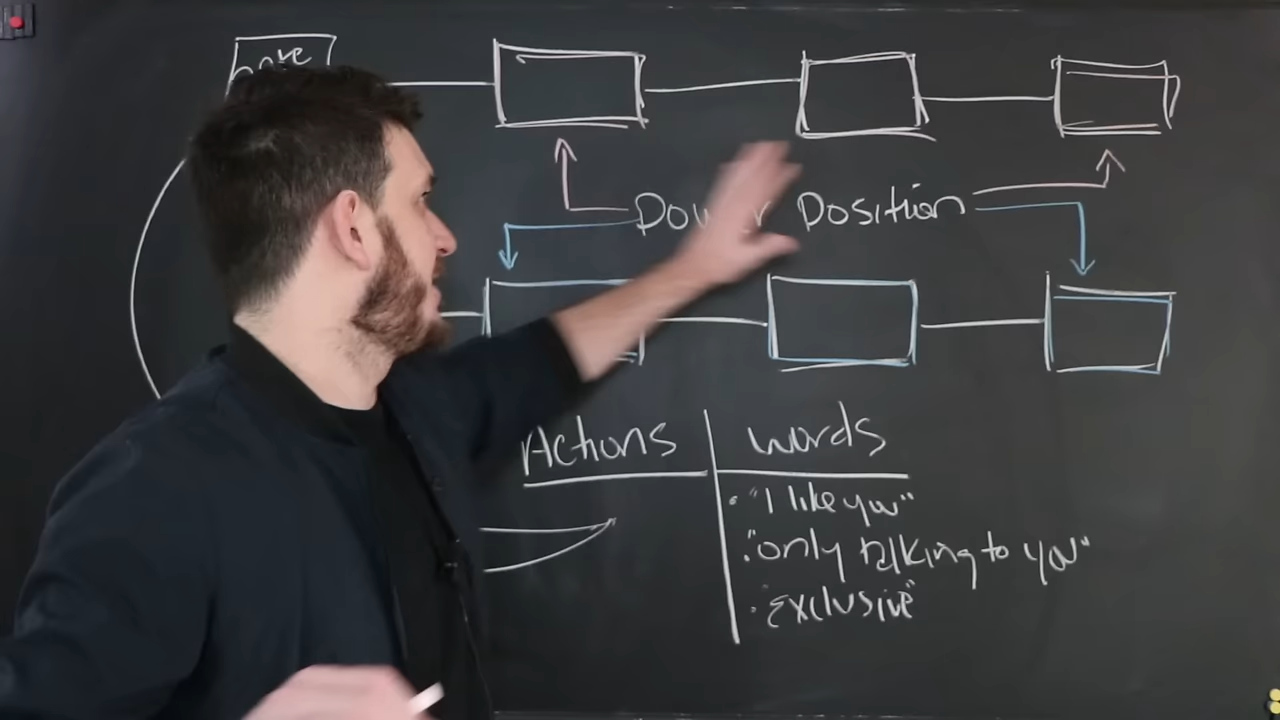 Power Position
Actions
words
• "I like you"
• "only talking to you"
• "exclusive"